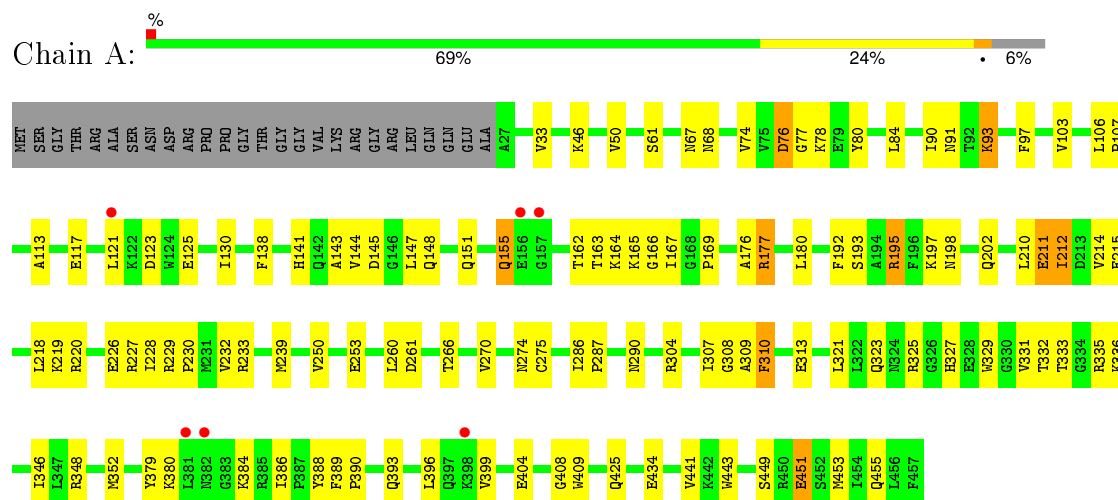 %
Chain A:
69% 24% • 6%
MET SER GLY THR ARG ALA SER ASN ASP ARG PRO PRO GLY THR GLY GLY VAL LYS ARG GLY ARG LEU GLN GLN GLU ALA A27 V33 K46 V50 S61 N67 N68 V74 V75 D76 G77 K78 E79 Y80 L84 I90 N91 T92 K93 F97 V103 L106 P107
A113 E117 L121 K122 D123 W124 E125 I130 F138 H141 Q142 A143 V144 D145 G146 L147 Q148 Q151 Q155 E156 G157 T162 T163 K164 K165 G166 I167 G168 P169 A176 R177 L180 F192 S193 A194 R195 F196 K197 N198 Q202 L210 E211 I212 D213 V214 E215
L218 K219 R220 E226 R227 I228 R229 P230 M231 V232 R233 M239 V250 E253 L260 D261 T266 V270 N274 C275 I286 P287 N290 R304 I307 G308 A309 F310 E313 L321 L322 Q323 N324 R325 G326 H327 E328 W329 G330 V331 T332 T333 G334 R335 K336
I346 L347 R348 M352 Y379 K380 L381 N382 G383 K384 R385 I386 P387 Y388 F389 P390 Q393 L396 Q397 K398 V399 E404 G408 W409 Q425 E434 V441 K442 W443 S449 R450 E451 S452 M453 I454 Q455 L456 F457